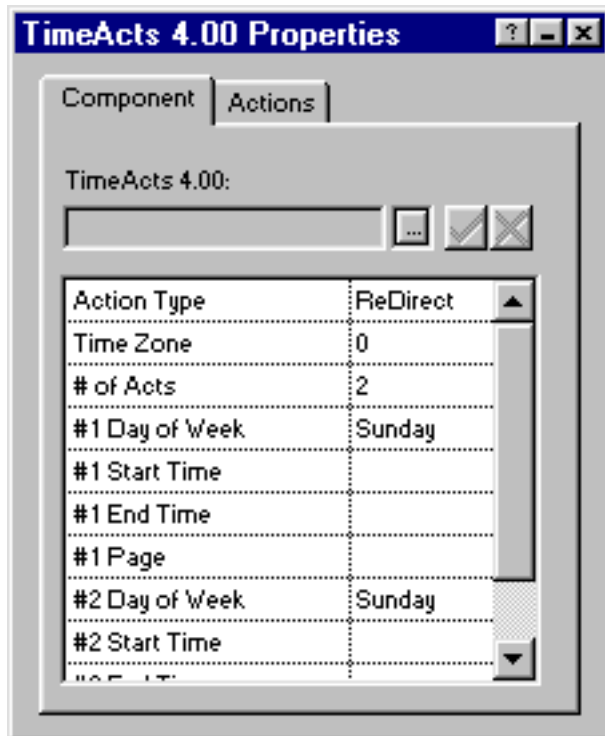 TimeActs 4.00 Properties ?
Component Actions
TimeActs 4.00:
...
Action Type ReDirect
Time Zone 0
# of Acts 2
#1 Day of Week Sunday
#1 Start Time
#1 End Time
#1 Page
#2 Day of Week Sunday
#2 Start Time